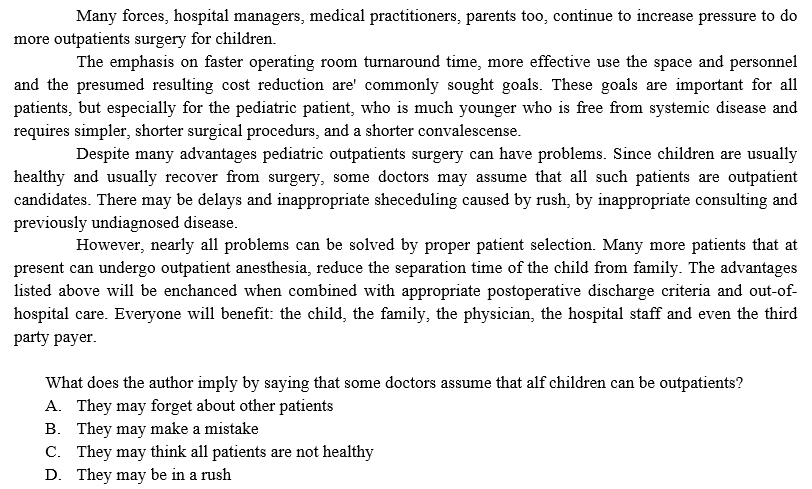 Many forces, hospital managers, medical practitioners, parents too, continue to increase pressure to do
more outpatients surgery for children.
The emphasis on faster operating room turnaround time, more effective use the space and personnel
and the presumed resulting cost reduction are' commonly sought goals. These goals are important for all
patients, but especially for the pediatric patient, who is much younger who is free from systemic disease and
requires simpler, shorter surgical procedurs, and a shorter convalescense.
Despite many advantages pediatric outpatients surgery can have problems. Since children are usually
healthy and usually recover from surgery, some doctors may assume that all such patients are outpatient
candidates. There may be delays and inappropriate sheceduling caused by rush, by inappropriate consulting and
previously undiagnosed disease.
However, nearly all problems can be solved by proper patient selection. Many more patients that at
present can undergo outpatient anesthesia, reduce the separation time of the child from family. The advantages
listed above will be enchanced when combined with appropriate postoperative discharge criteria and out-of-
hospital care. Everyone will benefit: the child, the family, the physician, the hospital staff and even the third
party payer.
What does the author imply by saying that some doctors assume that alf children can be outpatients?
A. They may forget about other patients
B. They may make a mistake
C. They may think all patients are not healthy
D. They may be in a rush